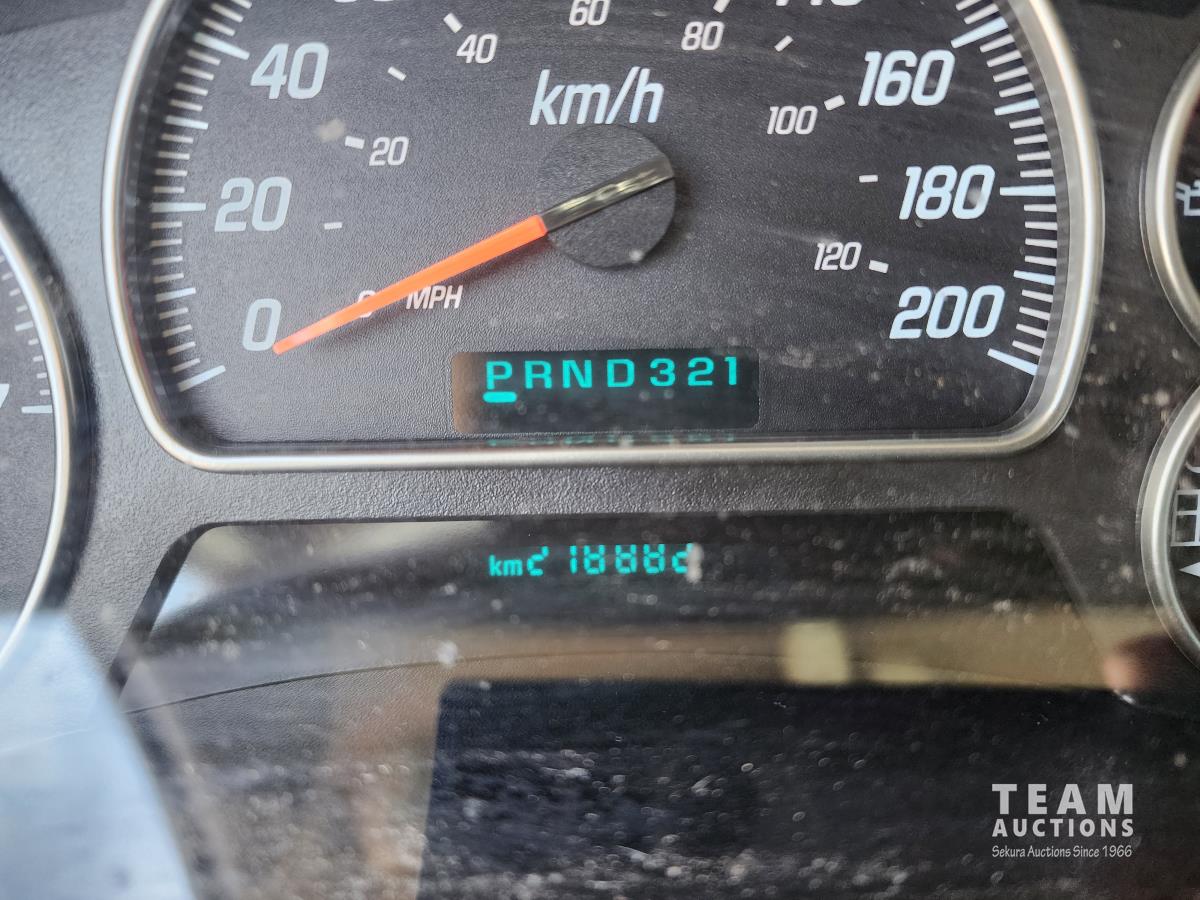 60
40 80
40 km/h 160
20 100
20 180
120
0 0 MPH 200
PRND321
km
TEAM
AUCTIONS
Sekura Auctions Since 1966